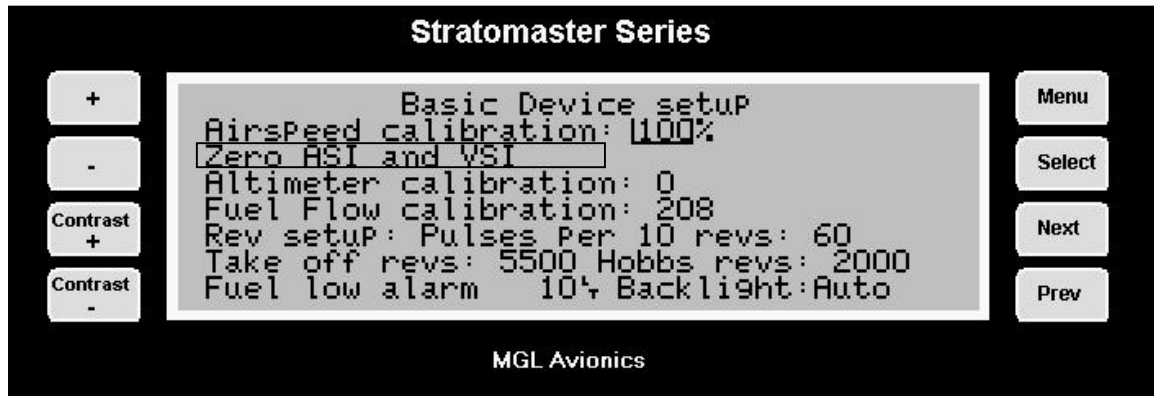 Stratomaster Series
+
-
Contrast
+
Contrast
-
Basic Device setup
Airspeed calibration: 100%
Zero ASI and VSI
Altimeter calibration: 0
Fuel Flow calibration: 208
Rev setup: Pulses per 10 revs: 60
Take off revs: 5500 Hobbs revs: 2000
Fuel low alarm 10 Backlight:Auto
Menu
Select
Next
Prev
MGL Avionics